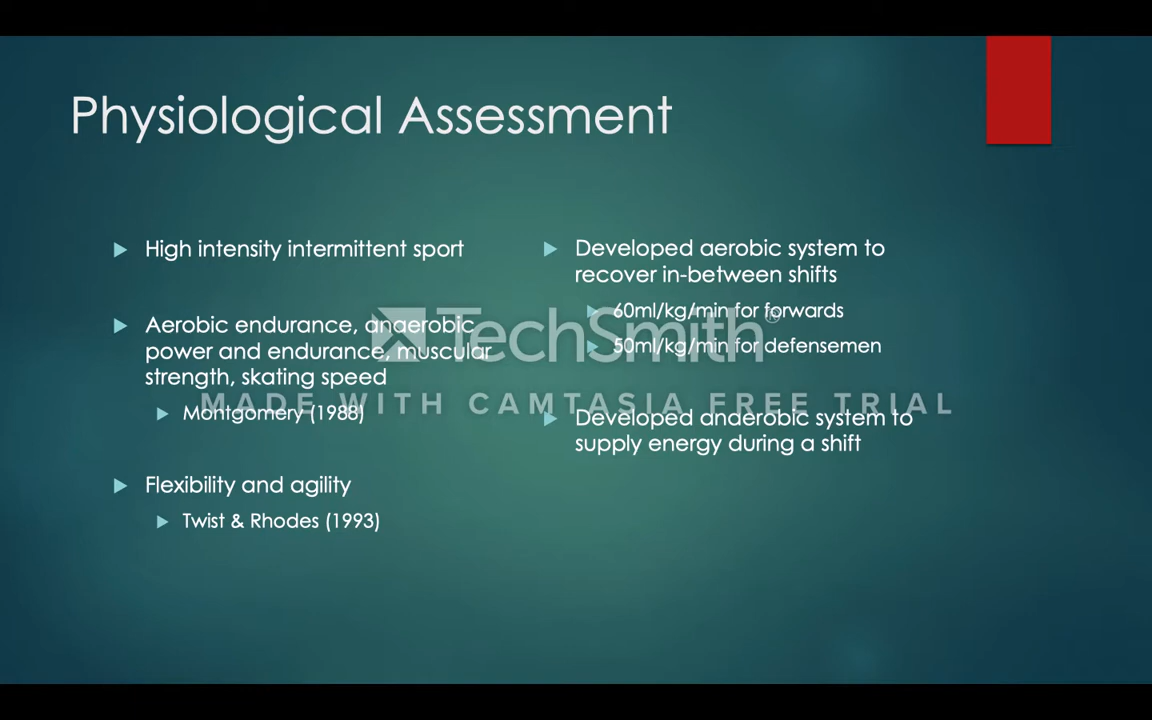 Physiological Assessment
High intensity intermittent sport
Aerobic endurance, anaerobic
power and endurance, muscular
strength, skating speed
Montgomery (1988)
Flexibility and agility
Twist & Rhodes (1993)
Developed aerobic system to
recover in-between shifts
60ml/kg/min for forwards
50ml/kg/min for defensemen
Developed anaerobic system to
supply energy during a shift
TechSmith®
MADE WITH CAMTASIA FREE TRIAL